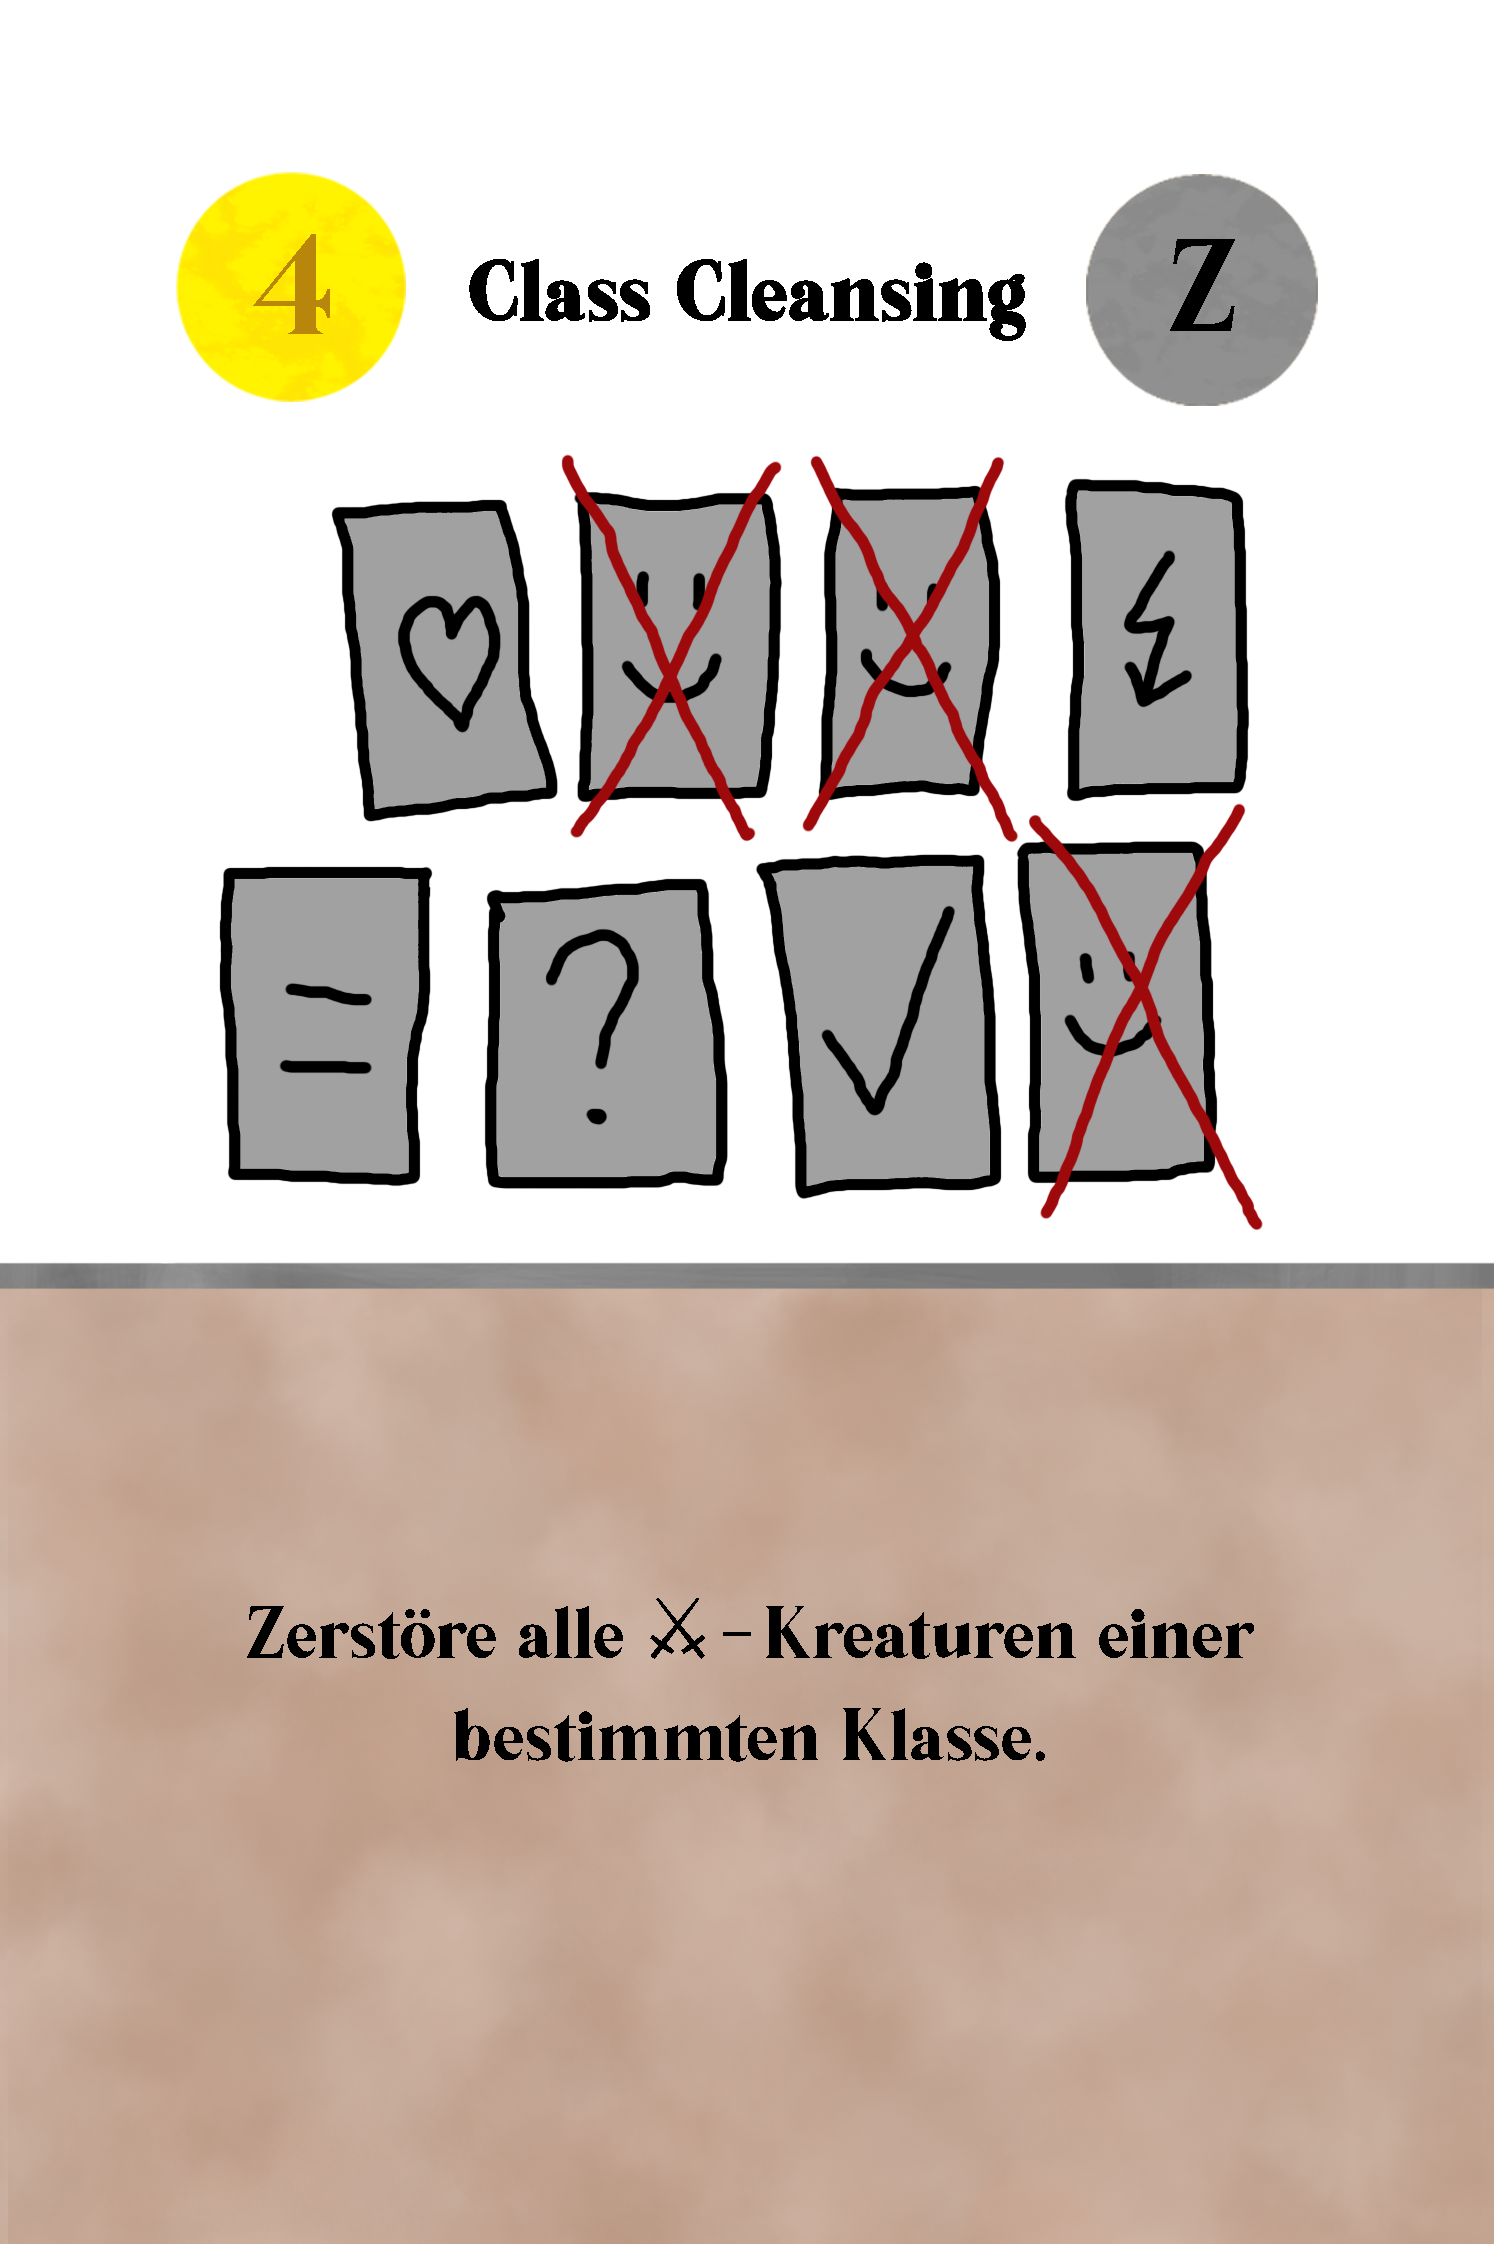 4 Class Cleansing Z
= ? ✓
Zerstöre alle ⚔ - Kreaturen einer
bestimmten Klasse.